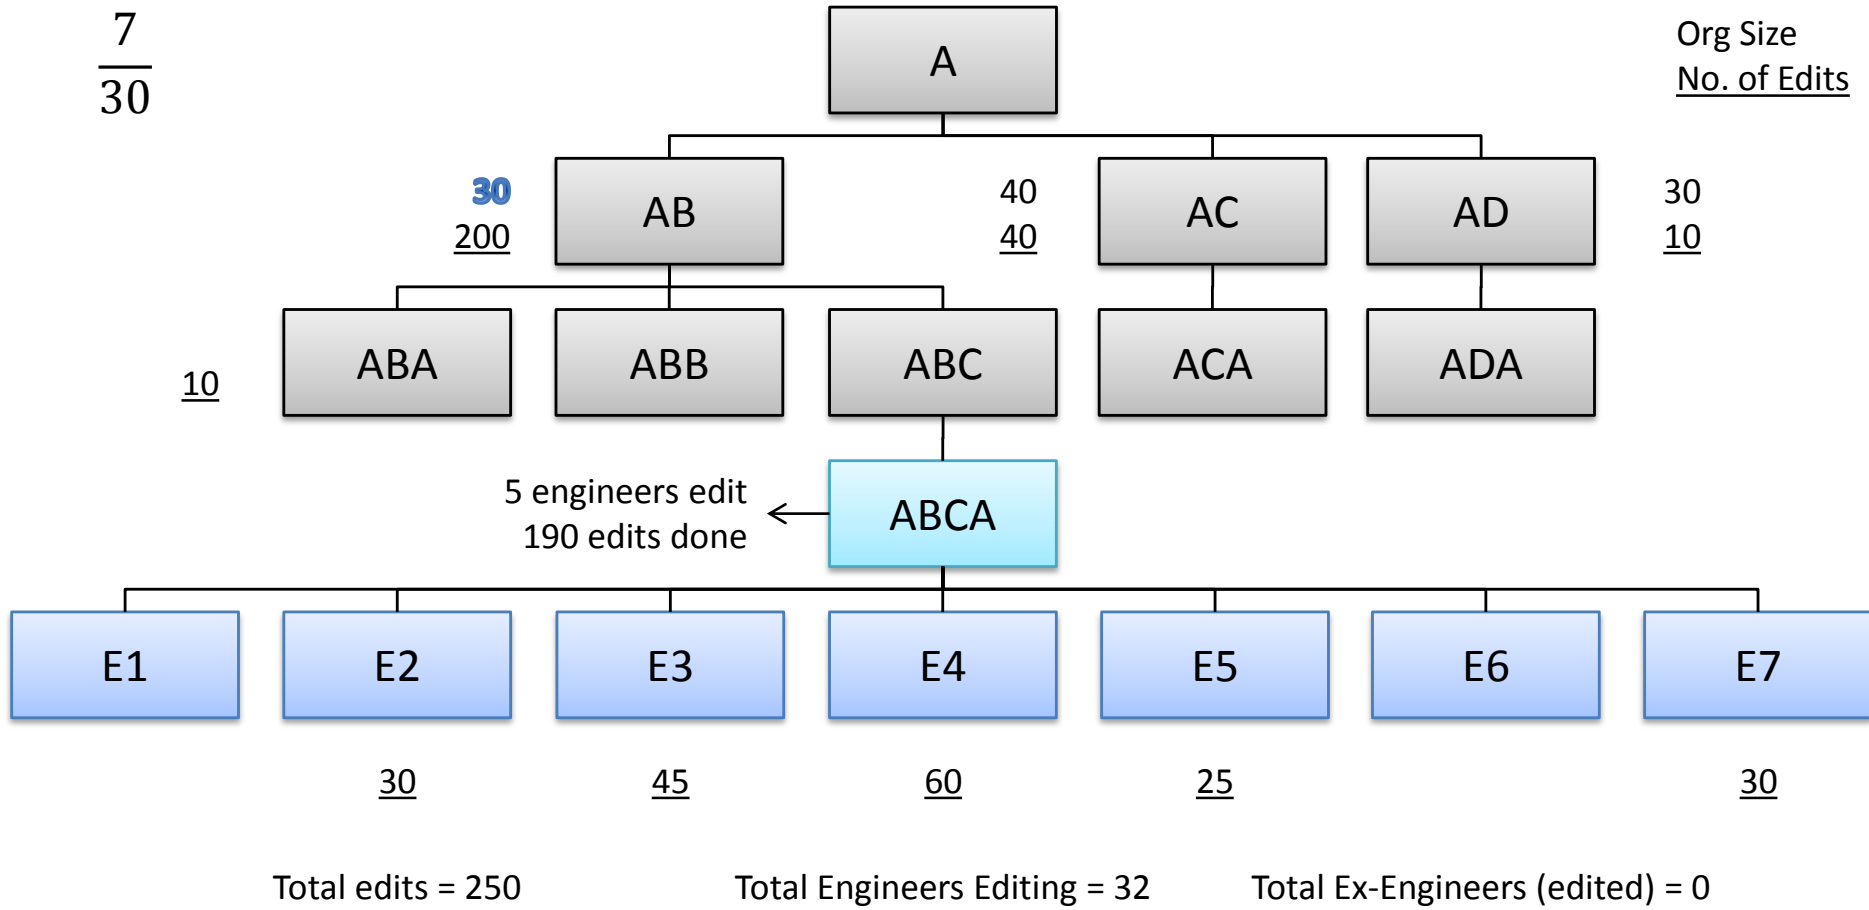 7
30
A
Org Size
No. of Edits
30
200
AB
40
40
AC
AD
30
10
10
ABA
ABB
ABC
ACA
ADA
5 engineers edit
190 edits done
ABCA
E1
E2
E3
E4
E5
E6
E7
30
45
60
25
30
Total edits = 250
Total Engineers Editing = 32
Total Ex-Engineers (edited) = 0